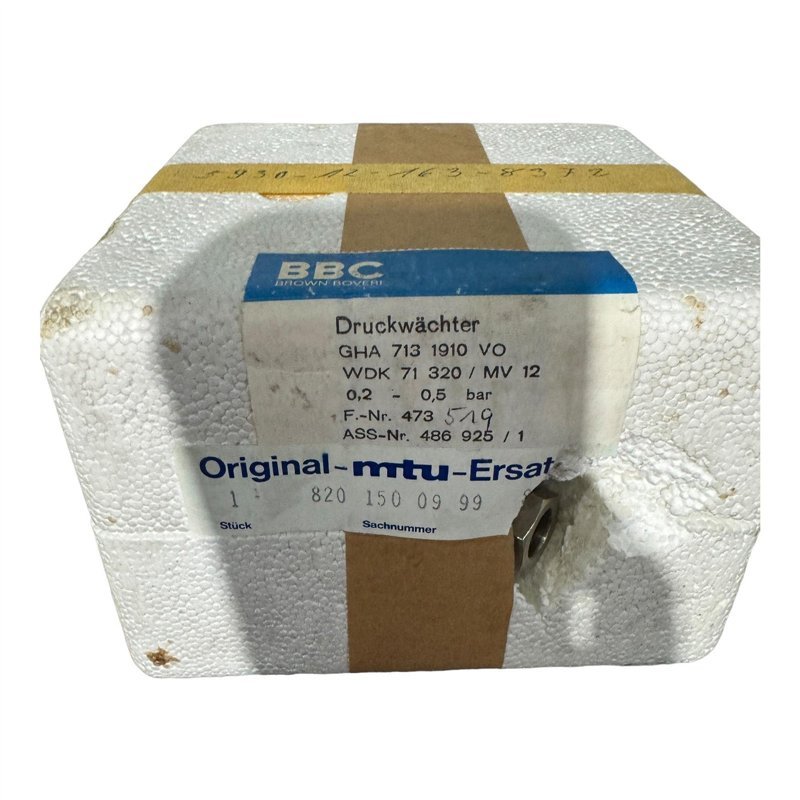 5930-12-163-8372
BBC
BROWN BOVERI
Druckwächter
GHA 713 1910 VO
WDK 71 320 / MV 12
0,2 - 0,5 bar
F.-Nr. 473 519
ASS-Nr. 486 925 / 1
Original-mtu-Ersat
1 820 150 09 99
Stück Sachnummer